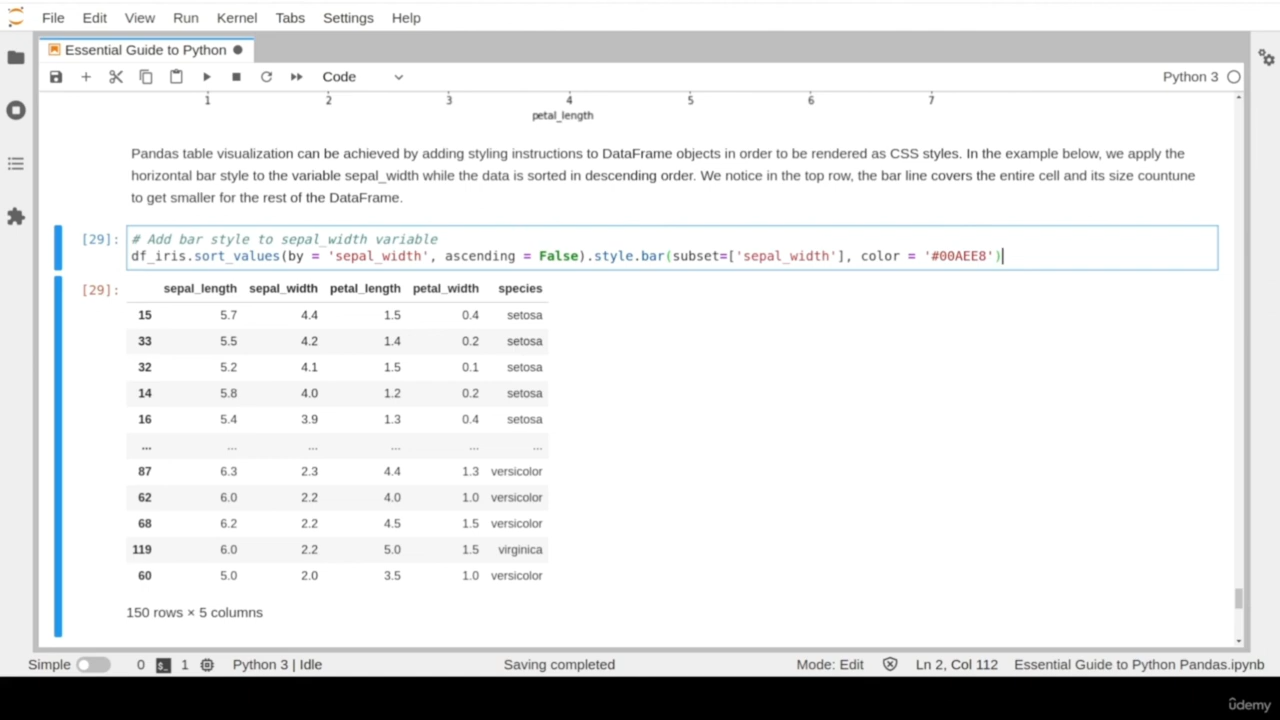 File Edit View Run Kernel Tabs Settings Help
Essential Guide to Python
Code
Python 3
1 2 3 4 5 6 7
petal_length
Pandas table visualization can be achieved by adding styling instructions to DataFrame objects in order to be rendered as CSS styles. In the example below, we apply the
horizontal bar style to the variable sepal_width while the data is sorted in descending order. We notice in the top row, the bar line covers the entire cell and its size countune
to get smaller for the rest of the DataFrame.
[29]: # Add bar style to sepal_width variable
df_iris.sort_values(by = 'sepal_width', ascending = False).style.bar(subset=['sepal_width'], color = '#00AEE8')
[29]: sepal_length sepal_width petal_length petal_width species
15 5.7 4.4 1.5 0.4 setosa
33 5.5 4.2 1.4 0.2 setosa
32 5.2 4.1 1.5 0.1 setosa
14 5.8 4.0 1.2 0.2 setosa
16 5.4 3.9 1.3 0.4 setosa
... ... ... ... ... ...
87 6.3 2.3 4.4 1.3 versicolor
62 6.0 2.2 4.0 1.0 versicolor
68 6.2 2.2 4.5 1.5 versicolor
119 6.0 2.2 5.0 1.5 virginica
60 5.0 2.0 3.5 1.0 versicolor
150 rows × 5 columns
Simple 0 $_ 1 Python 3 | Idle Saving completed Mode: Edit Ln 2, Col 112 Essential Guide to Python Pandas.ipynb
ûdemy